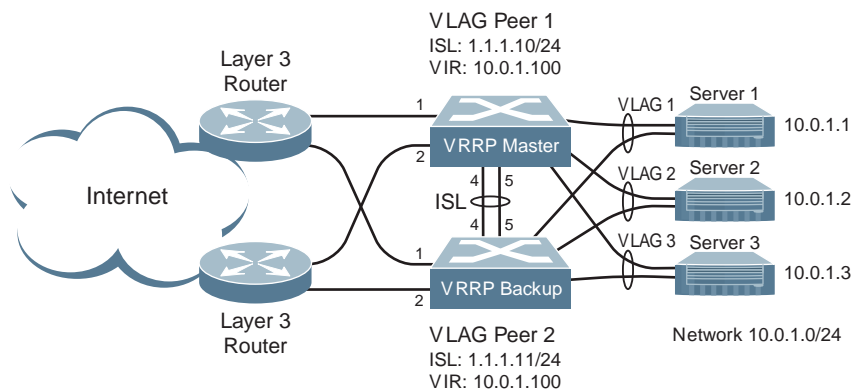 VLAG Peer 1
ISL: 1.1.1.10/24
VIR: 10.0.1.100
Layer 3
Router
1
2
VRRP Master
VLAG 1
Server 1
10.0.1.1
Internet
4
5
ISL
4
5
VLAG 2
Server 2
10.0.1.2
1
2
VRRP Backup
VLAG 3
Server 3
10.0.1.3
Layer 3
Router
VLAG Peer 2
ISL: 1.1.1.11/24
VIR: 10.0.1.100
Network 10.0.1.0/24